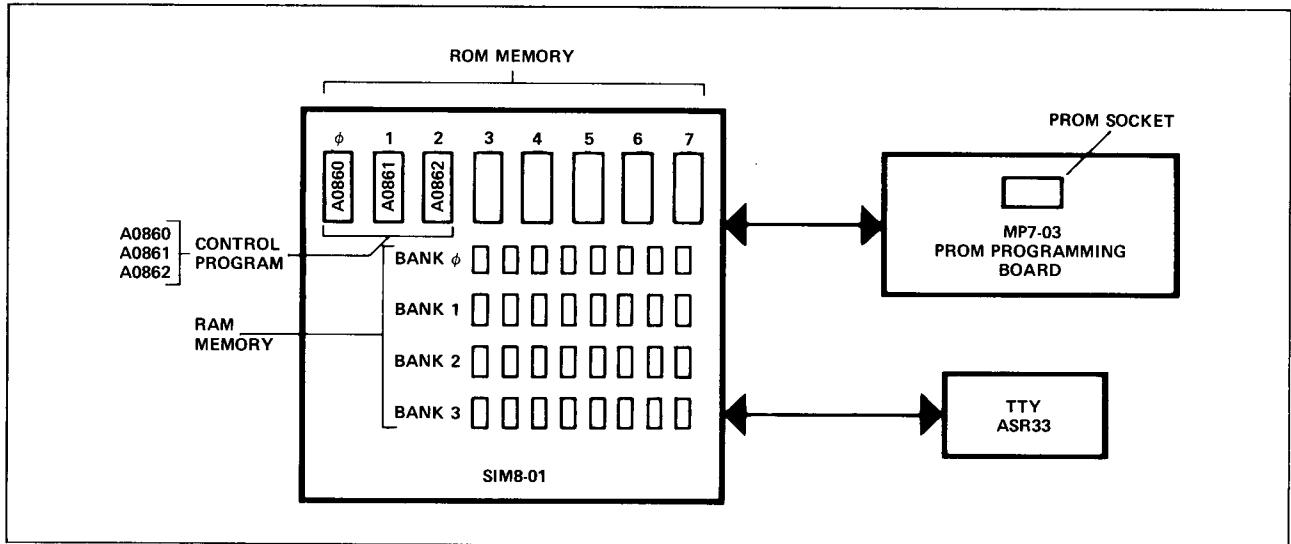 ROM MEMORY
φ 1 2 3 4 5 6 7
A0860
A0861
A0862
A0860
A0861
A0862
CONTROL
PROGRAM
RAM
MEMORY
BANK φ
BANK 1
BANK 2
BANK 3
SIM8-01
PROM SOCKET
MP7-03
PROM PROGRAMMING
BOARD
TTY
ASR33